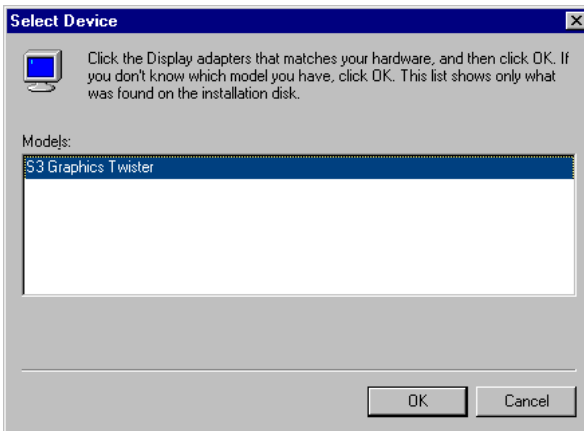 Select Device
Click the Display adapters that matches your hardware, and then click OK. If
you don't know which model you have, click OK. This list shows only what
was found on the installation disk.
Models:
S3 Graphics Twister
OK
Cancel